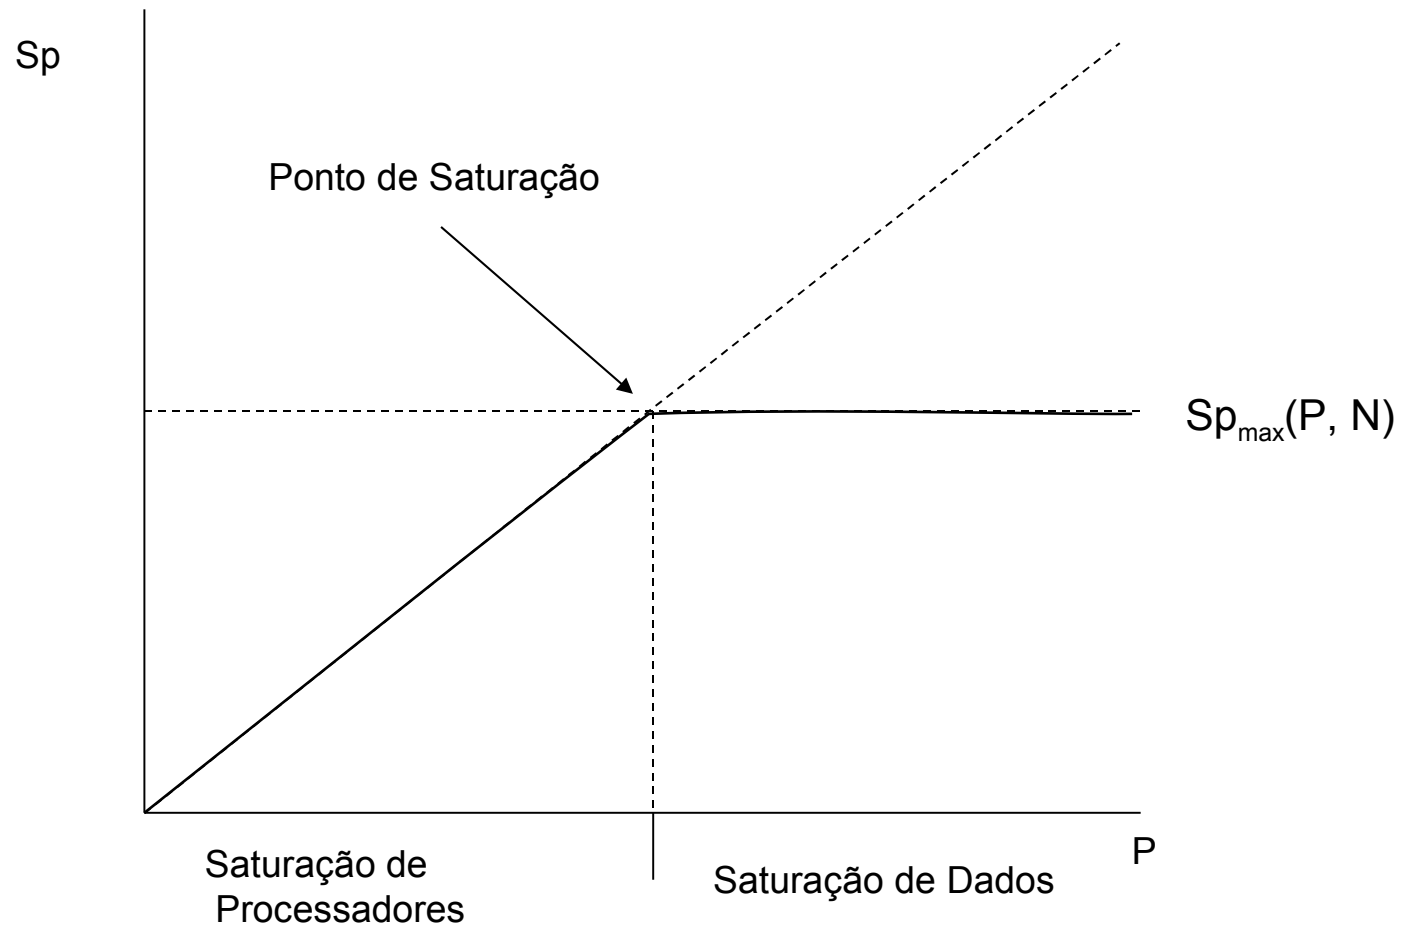 Sp
Ponto de Saturação
Spmax(P, N)
P
Saturação de
Processadores
Saturação de Dados